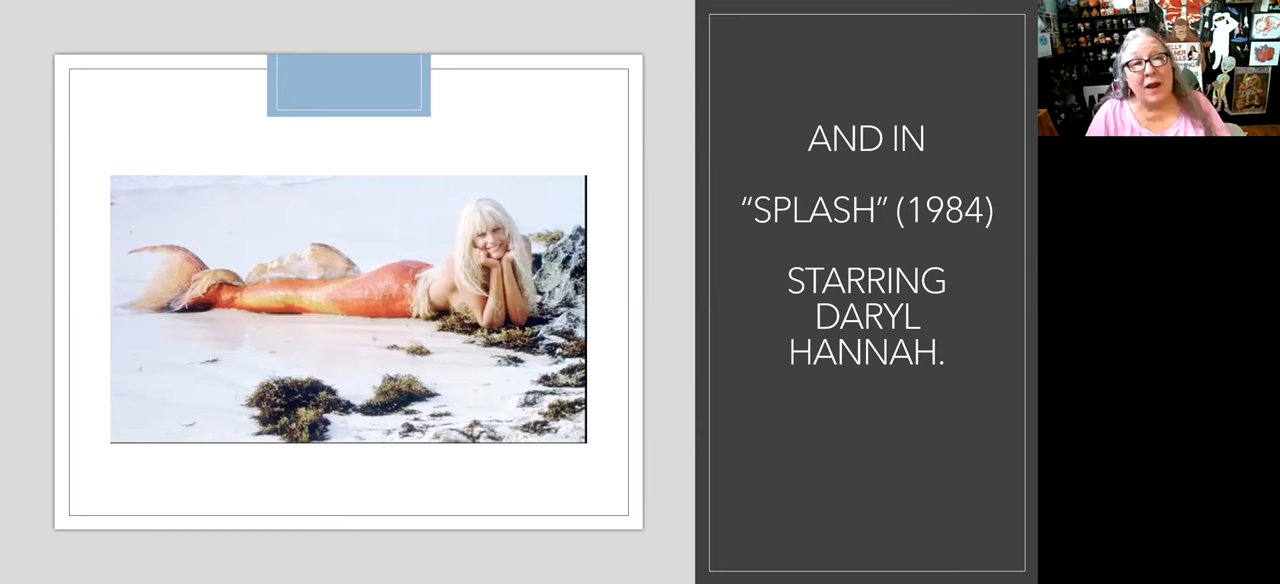 AND IN
“SPLASH” (1984)
STARRING
DARYL
HANNAH.